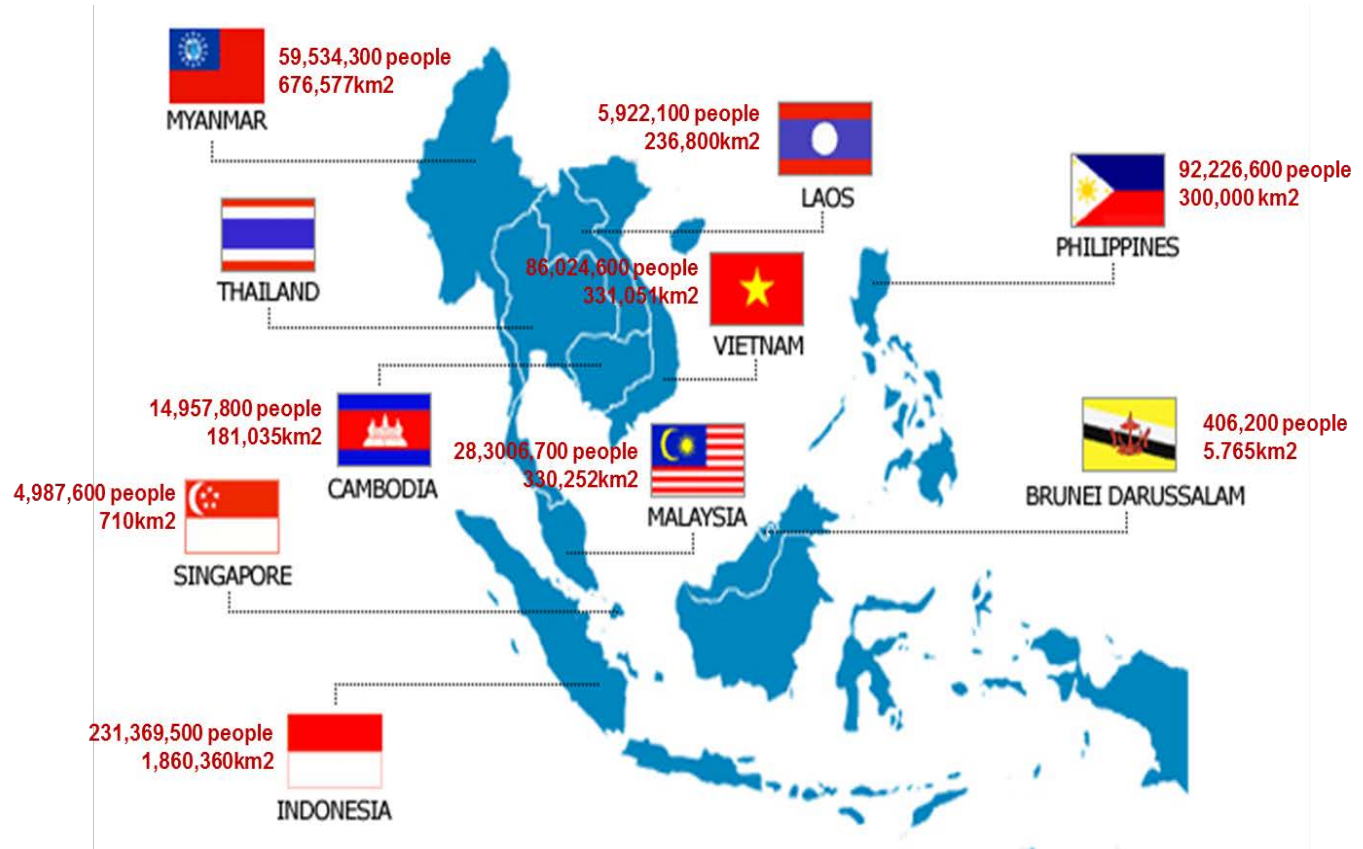 59,534,300 people
676,577km2
MYANMAR
5,922,100 people
236,800km2
LAOS
92,226,600 people
300,000 km2
PHILIPPINES
THAILAND
86,024,600 people
331,051km2
VIETNAM
14,957,800 people
181,035km2
CAMBODIA
28,3006,700 people
330,252km2
MALAYSIA
406,200 people
5.765km2
BRUNEI DARUSSALAM
4,987,600 people
710km2
SINGAPORE
231,369,500 people
1,860,360km2
INDONESIA